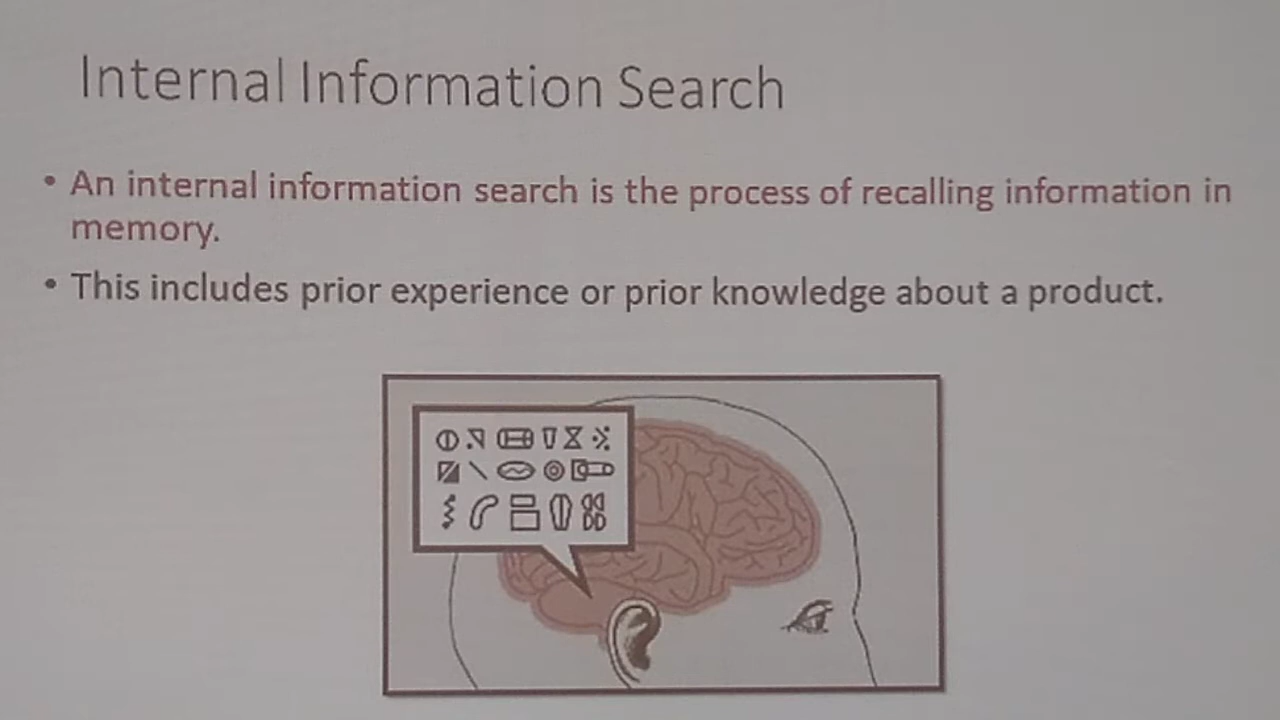 Internal Information Search
• An internal information search is the process of recalling information in
memory.
• This includes prior experience or prior knowledge about a product.